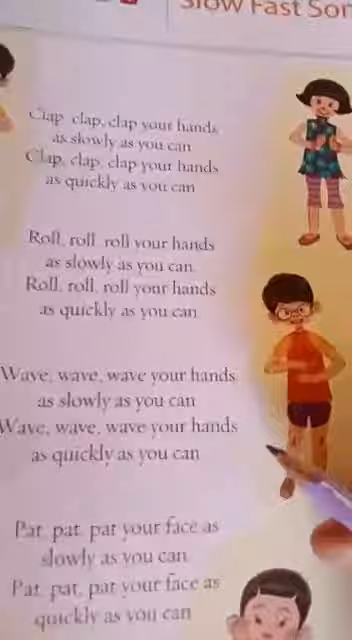 Slow Fast Son
Clap, clap, clap your hands
as slowly as you can
Clap, clap, clap your hands
as quickly as you can
Roll, roll, roll your hands
as slowly as you can.
Roll, roll, roll your hands
as quickly as you can
Wave, wave, wave your hands
as slowly as you can
Wave, wave, wave your hands
as quickly as you can
Pat, pat, pat your face as
slowly as you can
Pat, pat, pat your face as
quickly as you can